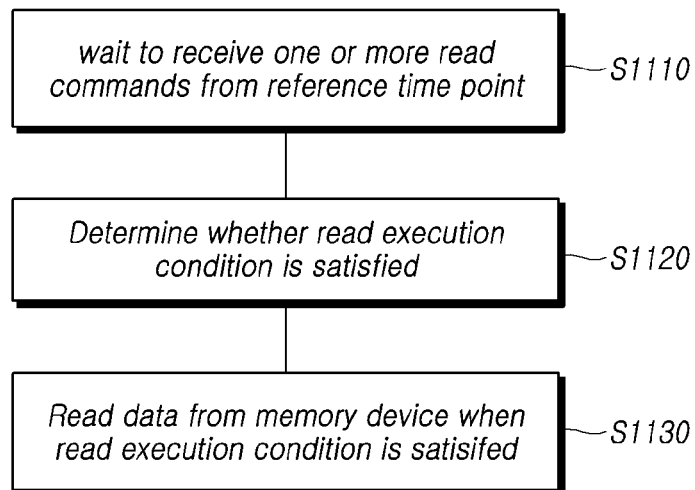 wait to receive one or more read
commands from reference time point
S1110
Determine whether read execution
condition is satisfied
S1120
Read data from memory device when
read execution condition is satisifed
S1130